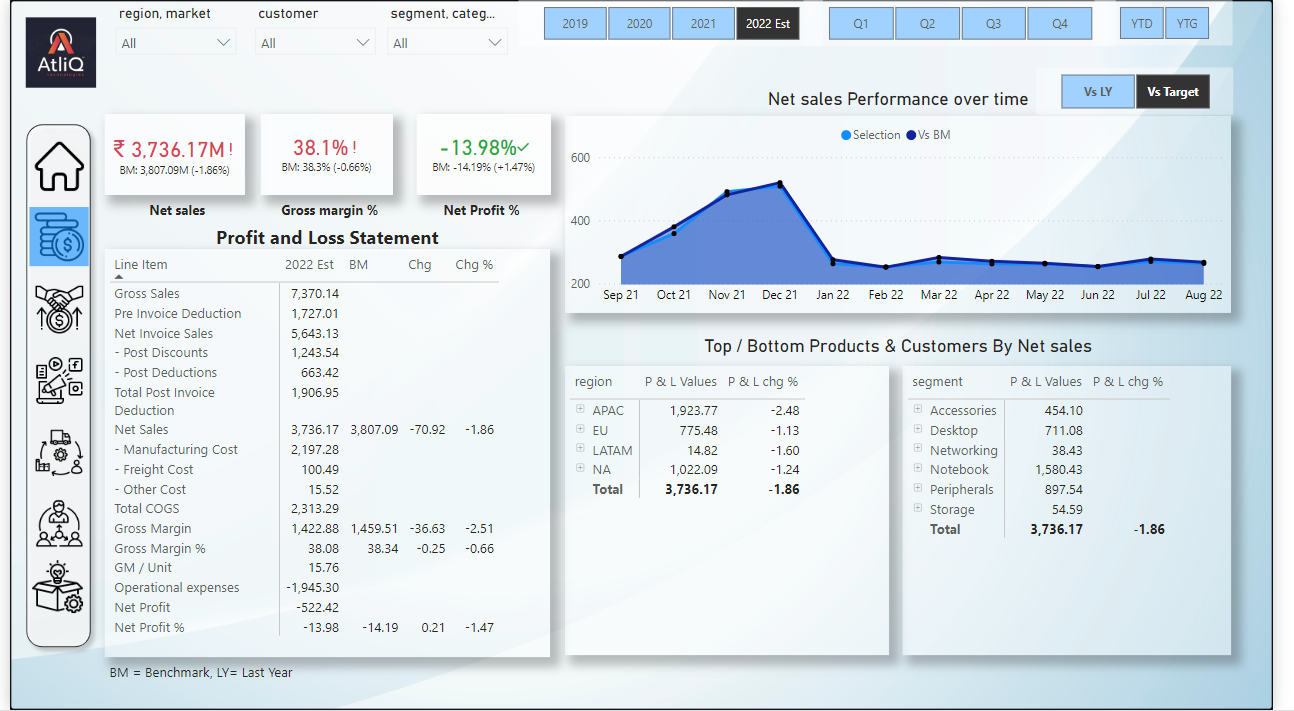 region, market
customer
segment, categ...
All
All
All
2019
2020
2021
2022 Est
Q1
Q2
Q3
Q4
YTD
YTG
AtliQ
Net sales Performance over time
Vs LY
Vs Target
₹ 3,736.17M !
BM: 3,807.09M (-1.86%)
Net sales
38.1% !
BM: 38.3% (-0.66%)
Gross margin %
-13.98%✓
BM: -14.19% (+1.47%)
Net Profit %
Selection Vs BM
600
400
200
Sep 21 Oct 21 Nov 21 Dec 21 Jan 22 Feb 22 Mar 22 Apr 22 May 22 Jun 22 Jul 22 Aug 22
Profit and Loss Statement
Line Item 2022 Est BM Chg Chg %
Gross Sales 7,370.14
Pre Invoice Deduction 1,727.01
Net Invoice Sales 5,643.13
- Post Discounts 1,243.54
- Post Deductions 663.42
Total Post Invoice 1,906.95
Deduction
Net Sales 3,736.17 3,807.09 -70.92 -1.86
- Manufacturing Cost 2,197.28
- Freight Cost 100.49
- Other Cost 15.52
Total COGS 2,313.29
Gross Margin 1,422.88 1,459.51 -36.63 -2.51
Gross Margin % 38.08 38.34 -0.25 -0.66
GM / Unit 15.76
Operational expenses -1,945.30
Net Profit -522.42
Net Profit % -13.98 -14.19 0.21 -1.47
BM = Benchmark, LY= Last Year
Top / Bottom Products & Customers By Net sales
region P & L Values P & L chg %
APAC 1,923.77 -2.48
EU 775.48 -1.13
LATAM 14.82 -1.60
NA 1,022.09 -1.24
Total 3,736.17 -1.86
segment P & L Values P & L chg %
Accessories 454.10
Desktop 711.08
Networking 38.43
Notebook 1,580.43
Peripherals 897.54
Storage 54.59
Total 3,736.17 -1.86